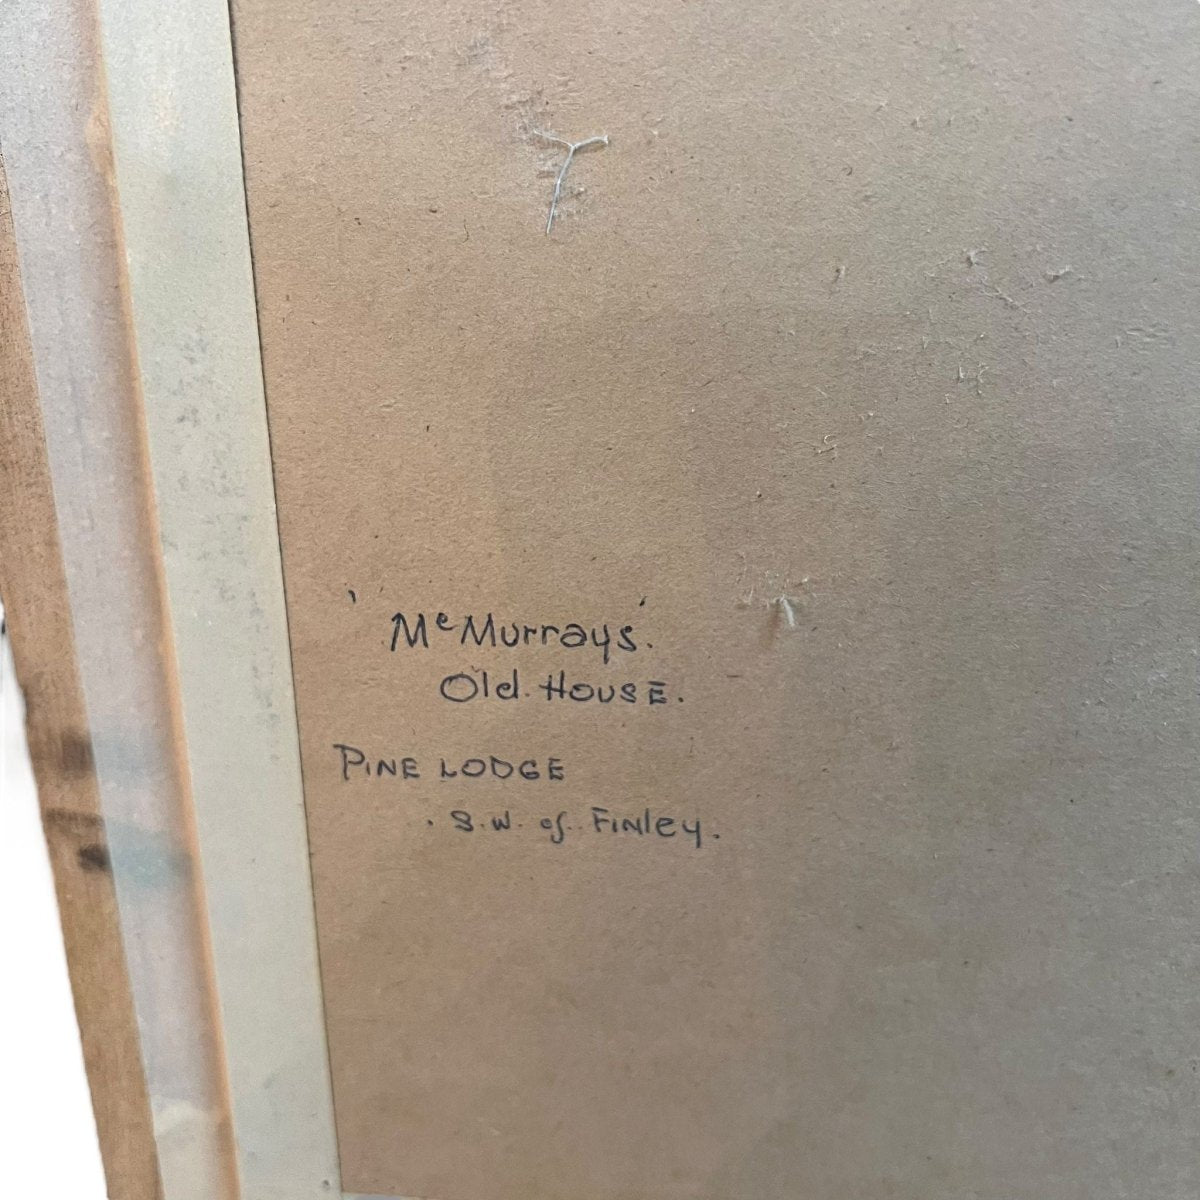 'McMurrays'.
Old. House.
PINE LODGE
. S.W. of. Finley.